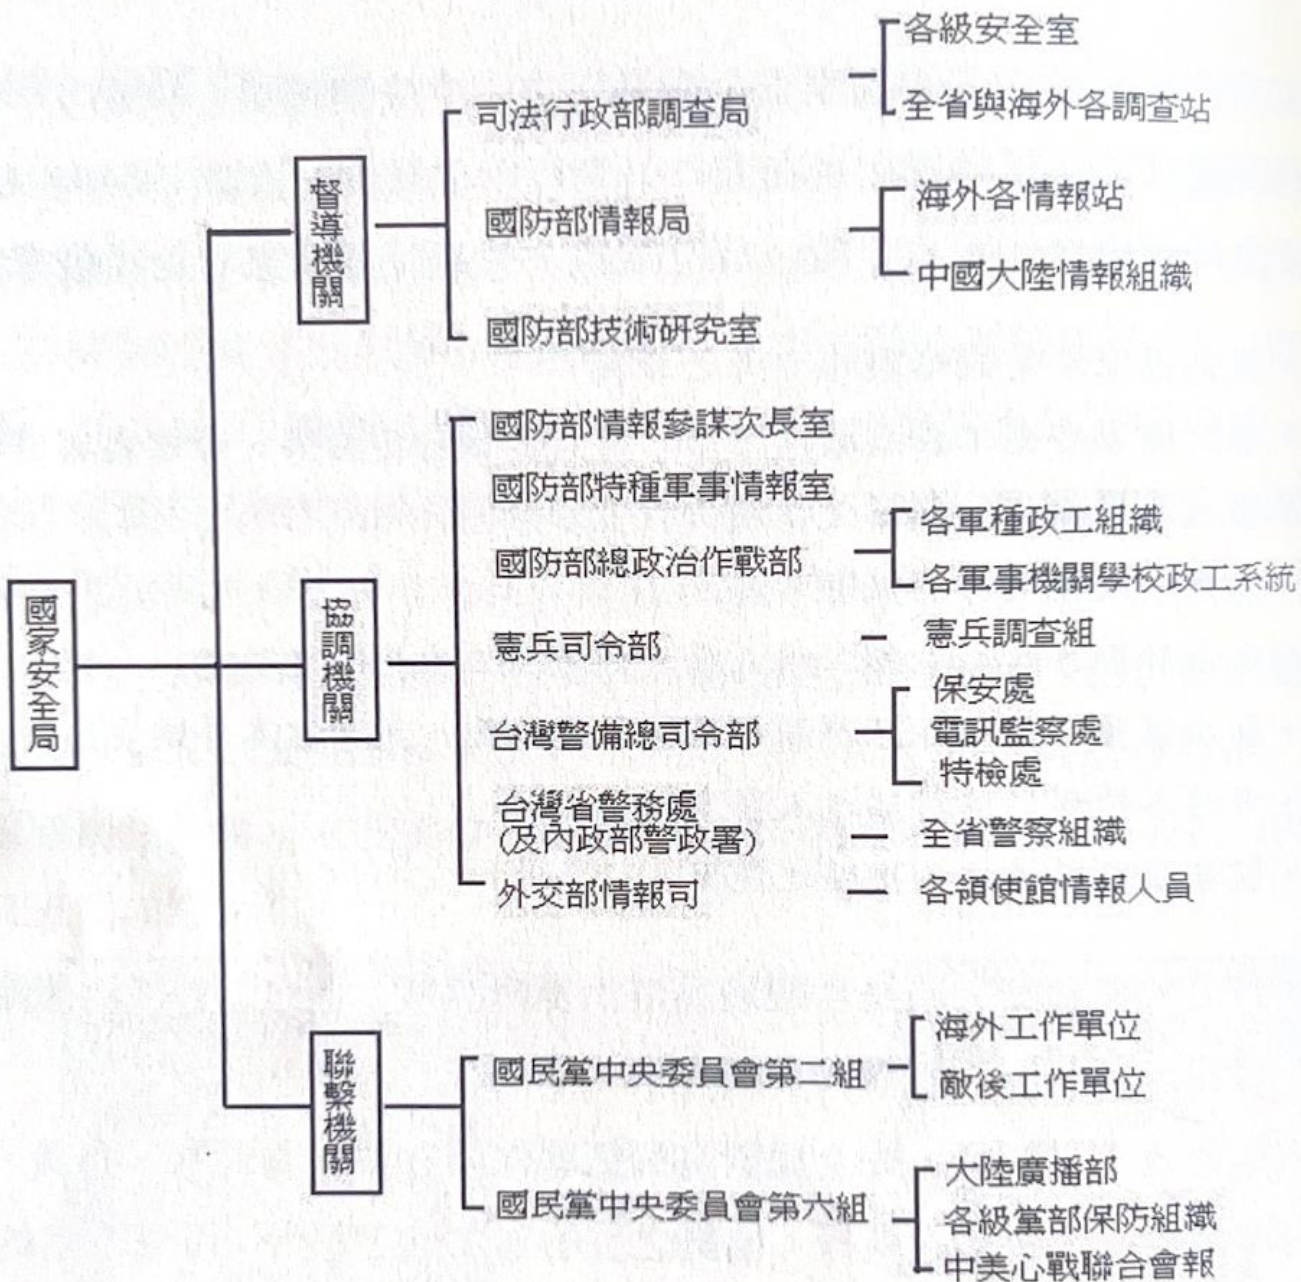 國家安全局
督導機關
司法行政部調查局
各級安全室
全省與海外各調查站
國防部情報局
海外各情報站
中國大陸情報組織
國防部技術研究室
協調機關
國防部情報參謀次長室
國防部特種軍事情報室
國防部總政治作戰部
各軍種政工組織
各軍事機關學校政工系統
憲兵司令部
憲兵調查組
台灣警備總司令部
保安處
電訊監察處
特檢處
台灣省警務處
(及內政部警政署)
全省警察組織
外交部情報司
各領使館情報人員
聯繫機關
國民黨中央委員會第二組
海外工作單位
敵後工作單位
國民黨中央委員會第六組
大陸廣播部
各級黨部保防組織
中美心戰聯合會報